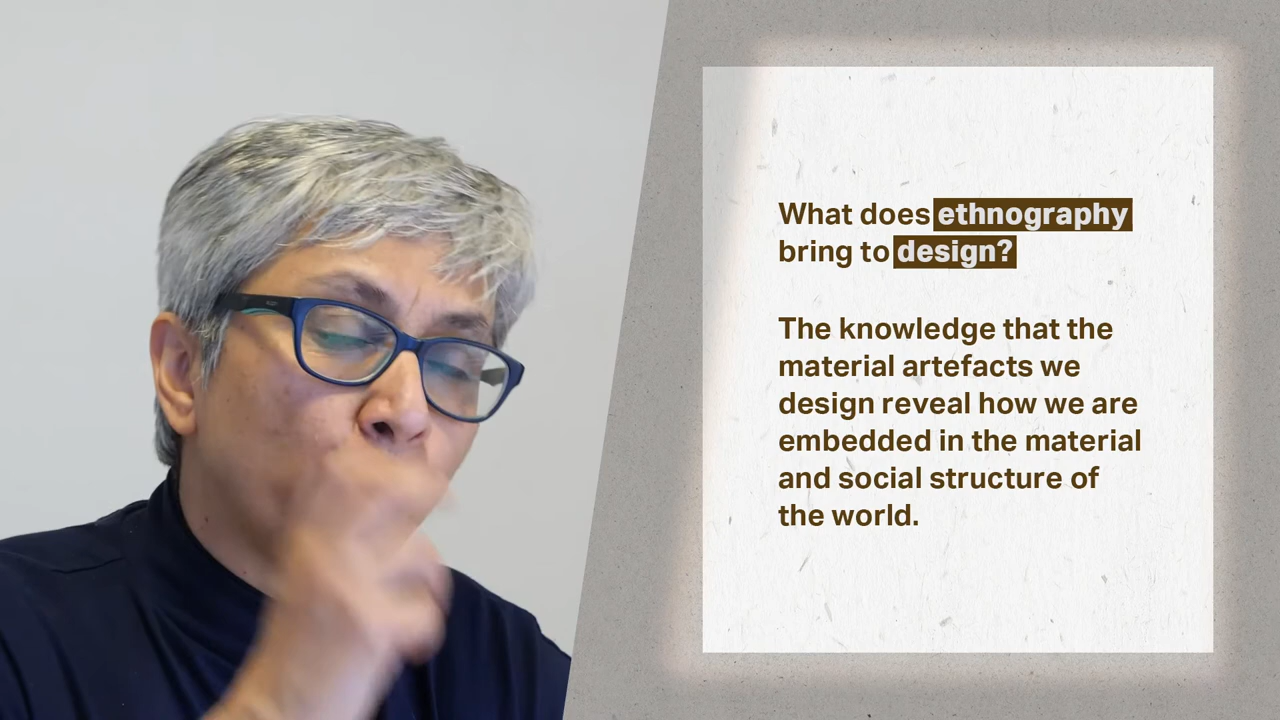 What does ethnography
bring to design?
The knowledge that the
material artefacts we
design reveal how we are
embedded in the material
and social structure of
the world.